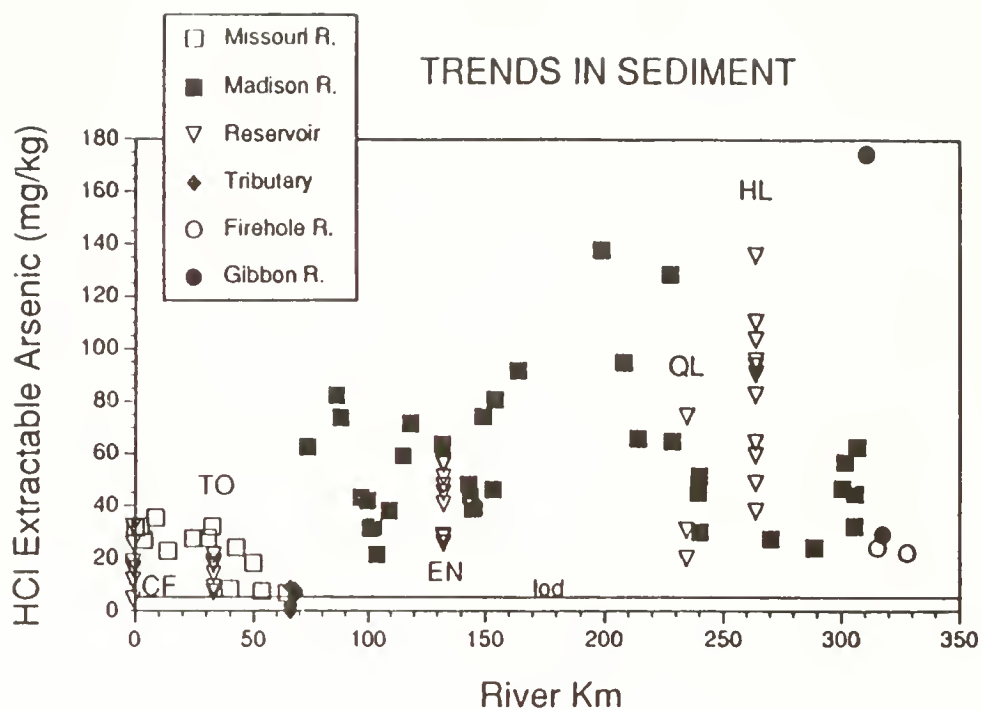 Missouri R.
Madison R.
Reservoir
Tributary
Firehole R.
Gibbon R.
TRENDS IN SEDIMENT
HCl Extractable Arsenic (mg/kg)
180
160
140
120
100
80
60
40
20
0
HL
QL
TO
EN
CF
lod
0
50
100
150
200
250
300
350
River Km